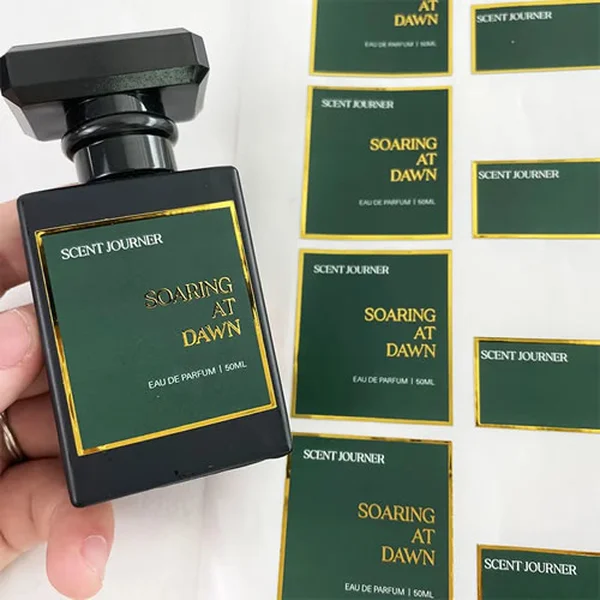 SCENT JOURNER
SOARING
AT
DAWN
EAU DE PARFUM | 50ML
SOARING
AT
DAWN
EAU DE PARFUM | 50ML
SCENT JOURNER
SCENT JOURNER
SOARING
AT
DAWN
EAU DE PARFUM | 50ML
SCENT JOURNER
SCENT JOURNER
SOARING
AT
DAWN
EAU DE PARFUM | 50ML
SCENT JOURNER
SCENT JOURNER
SOARING
AT
DAWN
EAU DE PARFUM | 50ML
SCENT JOURNER